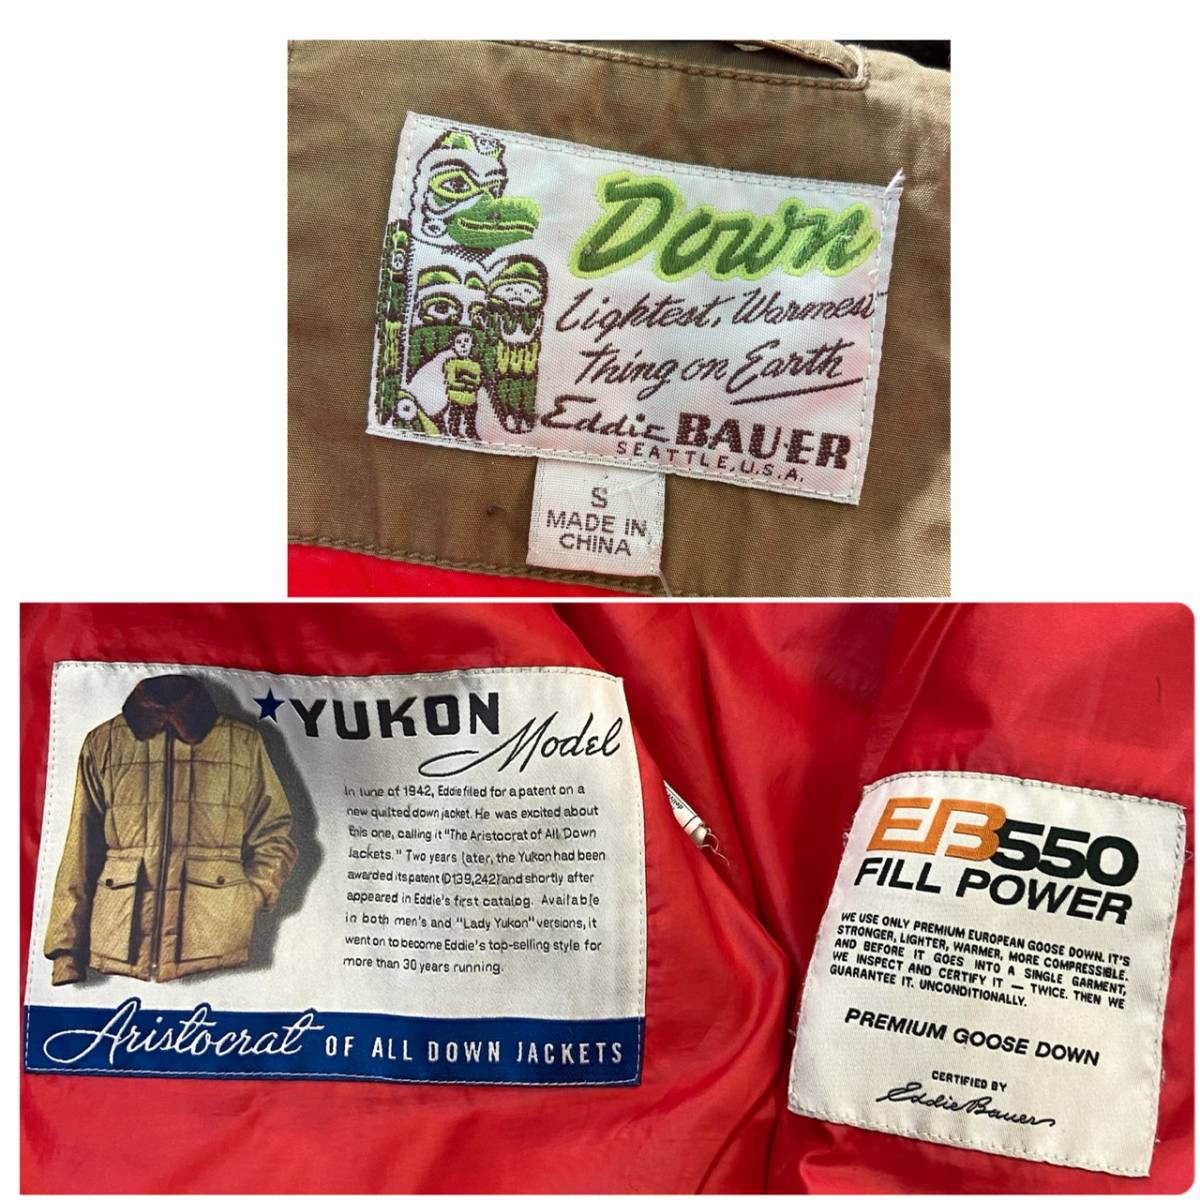 Down
Lightest, Warmest
Thing on Earth
Eddie BAUER
SEATTLE, U.S.A.
S
MADE IN
CHINA
YUKON
Model
In June of 1942, Eddie filed for a patent on a
new quilted down jacket. He was excited about
this one, calling it "The Aristocrat of All Down
Jackets." Two years later, the Yukon had been
awarded its patent (D139,242) and shortly after
appeared in Eddie's first catalog. Available
in both men's and "Lady Yukon" versions, it
went on to become Eddie's top-selling style for
more than 30 years running.
Aristocrat OF ALL DOWN JACKETS
EB550
FILL POWER
WE USE ONLY PREMIUM EUROPEAN GOOSE DOWN. IT'S
STRONGER, LIGHTER, WARMER, MORE COMPRESSIBLE.
AND BEFORE IT GOES INTO A SINGLE GARMENT,
WE INSPECT AND CERTIFY IT — TWICE. THEN WE
GUARANTEE IT. UNCONDITIONALLY.
PREMIUM GOOSE DOWN
CERTIFIED BY
Eddie Bauer